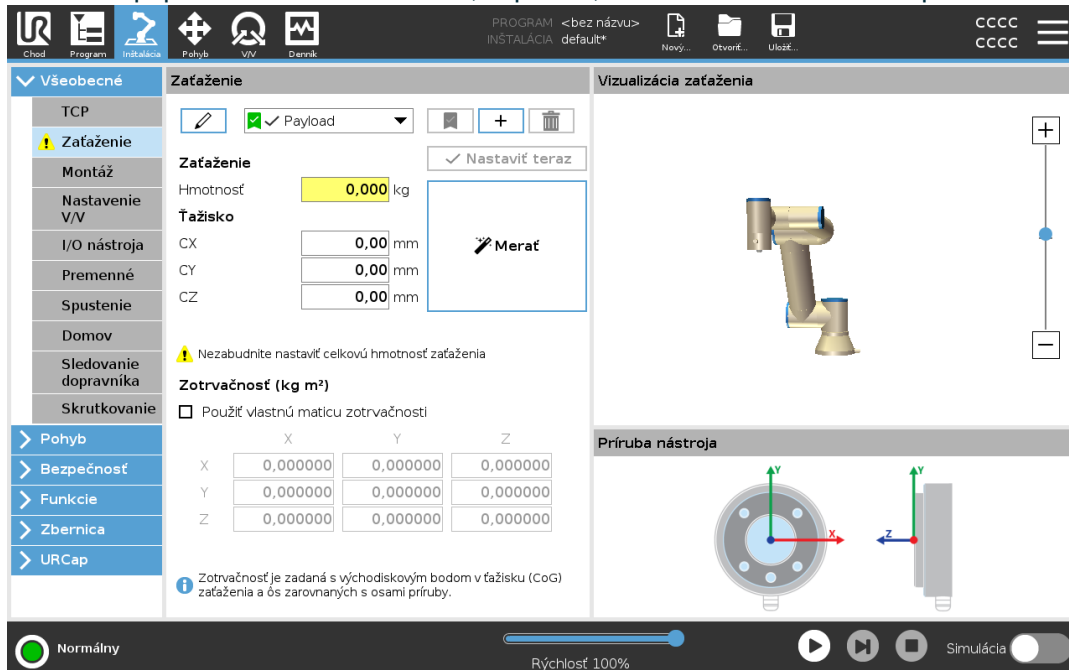 PROGRAM <bez názvu>
INŠTALÁCIA default*
CCCC
CCCC
UR
Chod
Program
Inštalácia
Pohyb
V/V
Denník
Nový...
Otvoriť...
Uložiť...
Všeobecné
TCP
Zaťaženie
Montáž
Nastavenie
V/V
I/O nástroja
Premenné
Spustenie
Domov
Sledovanie
dopravníka
Skrutkovanie
Pohyb
Bezpečnosť
Funkcie
Zbernica
URCap
Zaťaženie
Payload
Zaťaženie
Nastaviť teraz
Hmotnosť 0,000 kg
Ťažisko
CX 0,00 mm
CY 0,00 mm
CZ 0,00 mm
Merať
Nezabudnite nastaviť celkovú hmotnosť zaťaženia
Zotrvačnosť (kg m²)
Použiť vlastnú maticu zotrvačnosti
X Y Z
X 0,000000 0,000000 0,000000
Y 0,000000 0,000000 0,000000
Z 0,000000 0,000000 0,000000
Zotrvačnosť je zadaná s východiskovým bodom v ťažisku (CoG)
zaťaženia a ôs zarovnaných s osami príruby.
Vizualizácia zaťaženia
Príruba nástroja
Y
X
Y
Z
Normálny
Rýchlosť 100%
Simulácia